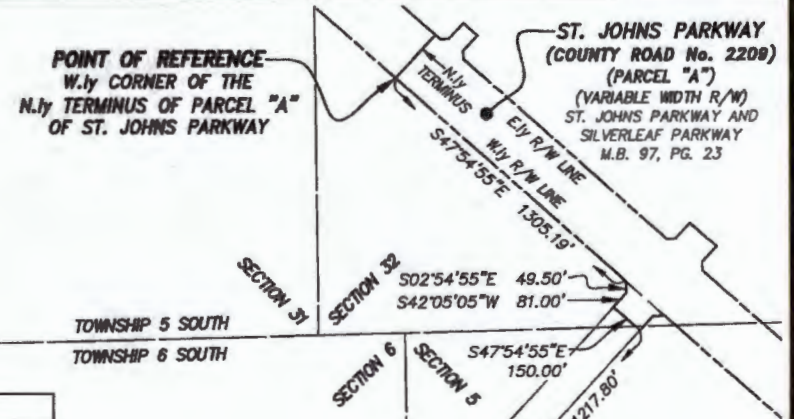 POINT OF REFERENCE
W.ly CORNER OF THE
N.ly TERMINUS OF PARCEL "A"
OF ST. JOHNS PARKWAY
ST. JOHNS PARKWAY
(COUNTY ROAD No. 2209)
(PARCEL "A")
(VARIABLE WIDTH R/W)
ST. JOHNS PARKWAY AND
SILVERLEAF PARKWAY
M.B. 97, PG. 23
N.ly
TERMINUS
E.ly R/W LINE
W.ly R/W LINE
S47°54'55"E 1305.19'
SECTION 31
SECTION 32
S02°54'55"E 49.50'
S42°05'05"W 81.00'
S47°54'55"E
150.00'
TOWNSHIP 5 SOUTH
TOWNSHIP 6 SOUTH
SECTION 6
SECTION 5
1217.80'